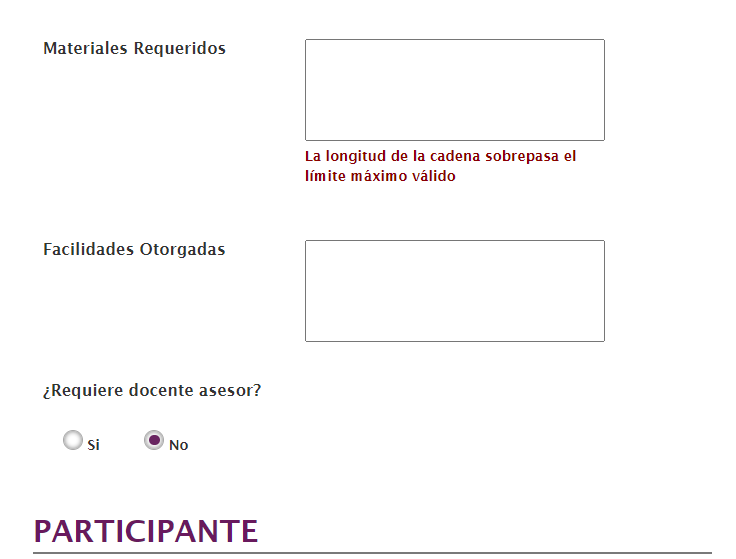 Materiales Requeridos
La longitud de la cadena sobrepasa el
límite máximo válido
Facilidades Otorgadas
¿Requiere docente asesor?
Si No
PARTICIPANTE